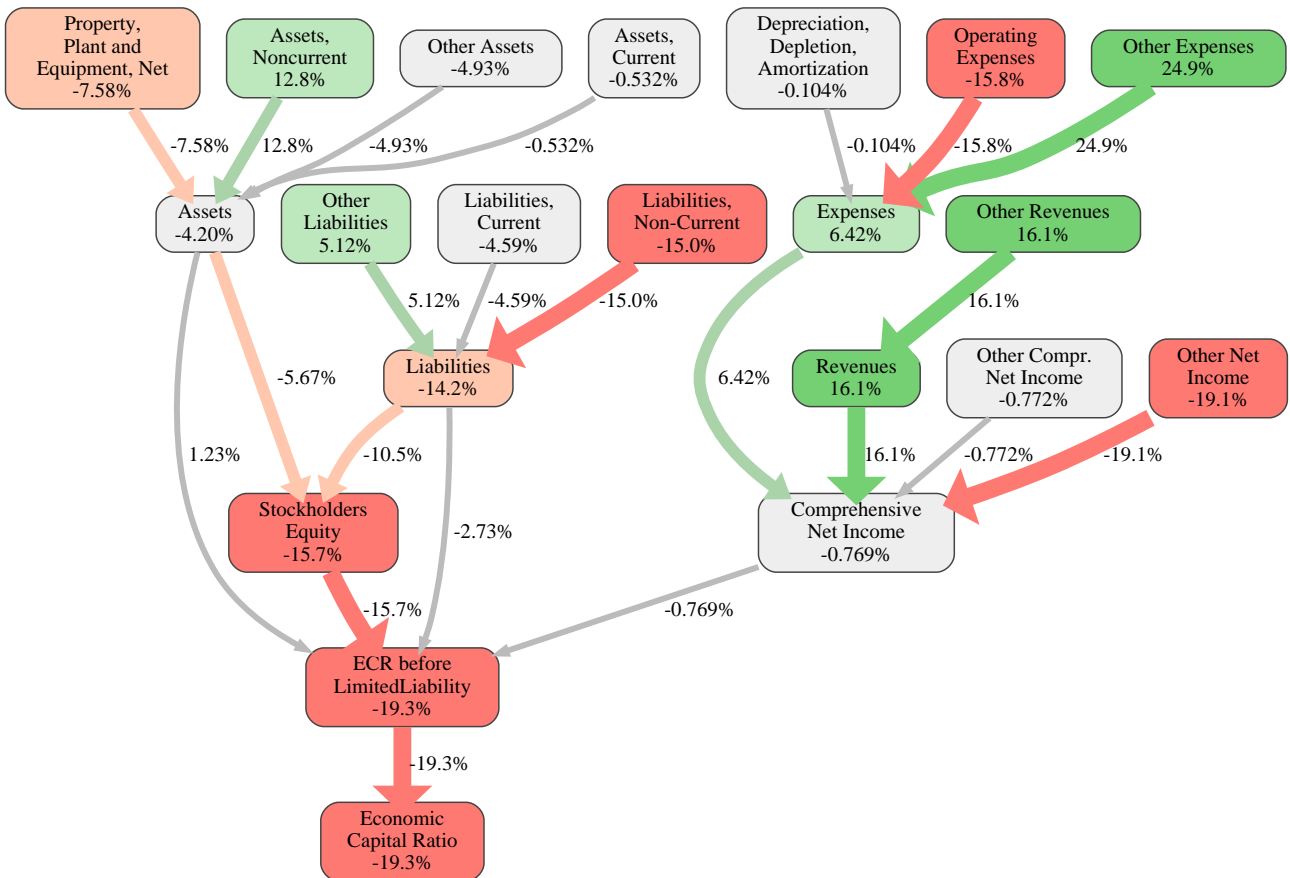 Property,
Plant and
Equipment, Net
-7.58%
Assets,
Noncurrent
12.8%
Other Assets
-4.93%
Assets,
Current
-0.532%
Depreciation,
Depletion,
Amortization
-0.104%
Operating
Expenses
-15.8%
Other Expenses
24.9%
-7.58%
12.8%
-4.93%
-0.532%
-0.104%
-15.8%
24.9%
Assets
-4.20%
Other
Liabilities
5.12%
Liabilities,
Current
-4.59%
Liabilities,
Non-Current
-15.0%
Expenses
6.42%
Other Revenues
16.1%
5.12%
-4.59%
-15.0%
16.1%
-5.67%
Liabilities
-14.2%
6.42%
Revenues
16.1%
Other Compr.
Net Income
-0.772%
Other Net
Income
-19.1%
1.23%
-10.5%
16.1%
-0.772%
-19.1%
Stockholders
Equity
-15.7%
-2.73%
Comprehensive
Net Income
-0.769%
-15.7%
-0.769%
ECR before
LimitedLiability
-19.3%
-19.3%
Economic
Capital Ratio
-19.3%